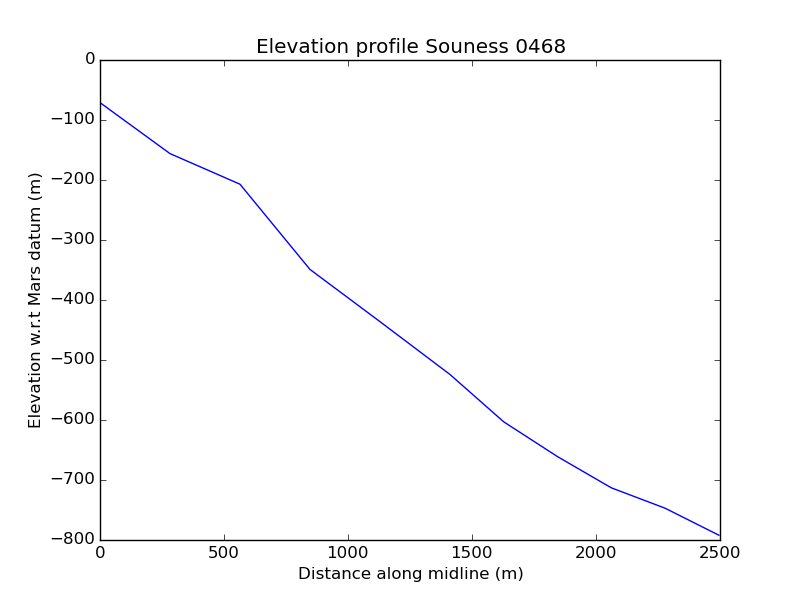 Elevation profile Souness 0468
0
−100
−200
−300
−400
−500
−600
−700
−800
Elevation w.r.t Mars datum (m)
0 500 1000 1500 2000 2500
Distance along midline (m)